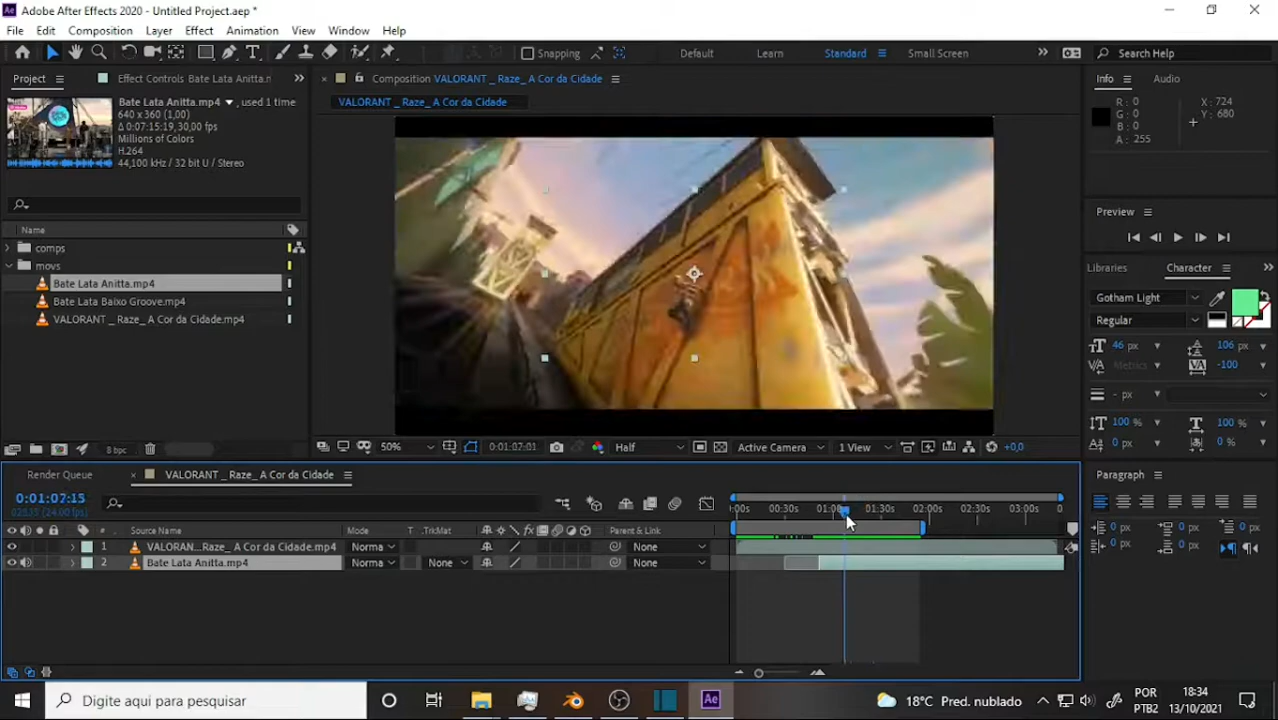 Adobe After Effects 2020 - Untitled Project.aep *
File Edit Composition Layer Effect Animation View Window Help
Snapping Default Learn Standard Small Screen Search Help
Project Effect Controls Bate Lata Anitta.n
Composition VALORANT _ Raze_ A Cor da Cidade
Info Audio
VALORANT _ Raze_ A Cor da Cidade
Bate Lata Anitta.mp4 , used 1 time
640 x 360 (1,00)
Δ 0:07:15:19, 30,00 fps
Millions of Colors
H.264
44,100 kHz / 32 bit U / Stereo
R: 0
G: 0
B: 0
A: 255
X: 724
Y: 680
Name
comps
movs
Bate Lata Anitta.mp4
Bate Lata Baixo Groove.mp4
VALORANT _ Raze_ A Cor da Cidade.mp4
Preview
Libraries Character
Gotham Light
Regular
46 px 106 px
Metrics -100
- px
100 % 100 %
0 px 0 %
8 bpc
50% 0:01:02:01 Half Active Camera 1 View +0,0
Render Queue VALORANT _ Raze_ A Cor da Cidade
Paragraph
0:01:02:15
(24.00 fps)
:00s 00:30s 01:00s 01:30s 02:00s 02:30s 03:00s 0
# Source Name Mode T .TrkMat Parent & Link
1 VALORAN...Raze_ A Cor da Cidade.mp4 Norma None
2 Bate Lata Anitta.mp4 Norma None None
0 px 0 px
0 px 0 px
0 px
Digite aqui para pesquisar
Ae
18°C Pred. nublado
POR
PTB2
18:34
13/10/2021